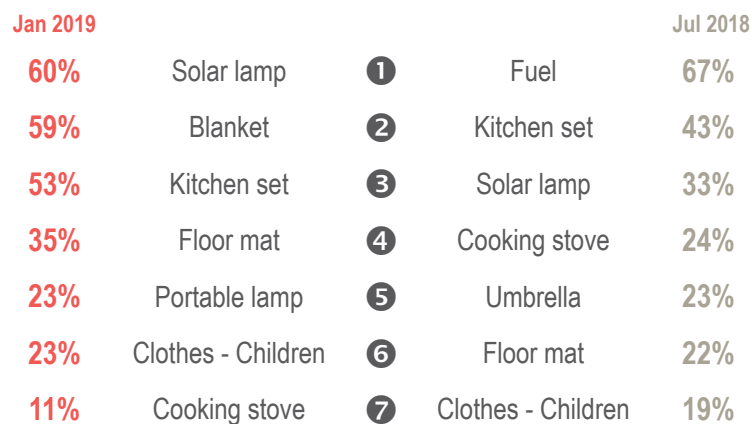 Jan 2019 Jul 2018
60% Solar lamp ❶ Fuel 67%
59% Blanket ❷ Kitchen set 43%
53% Kitchen set ❸ Solar lamp 33%
35% Floor mat ❹ Cooking stove 24%
23% Portable lamp ❺ Umbrella 23%
23% Clothes - Children ❻ Floor mat 22%
11% Cooking stove ❼ Clothes - Children 19%